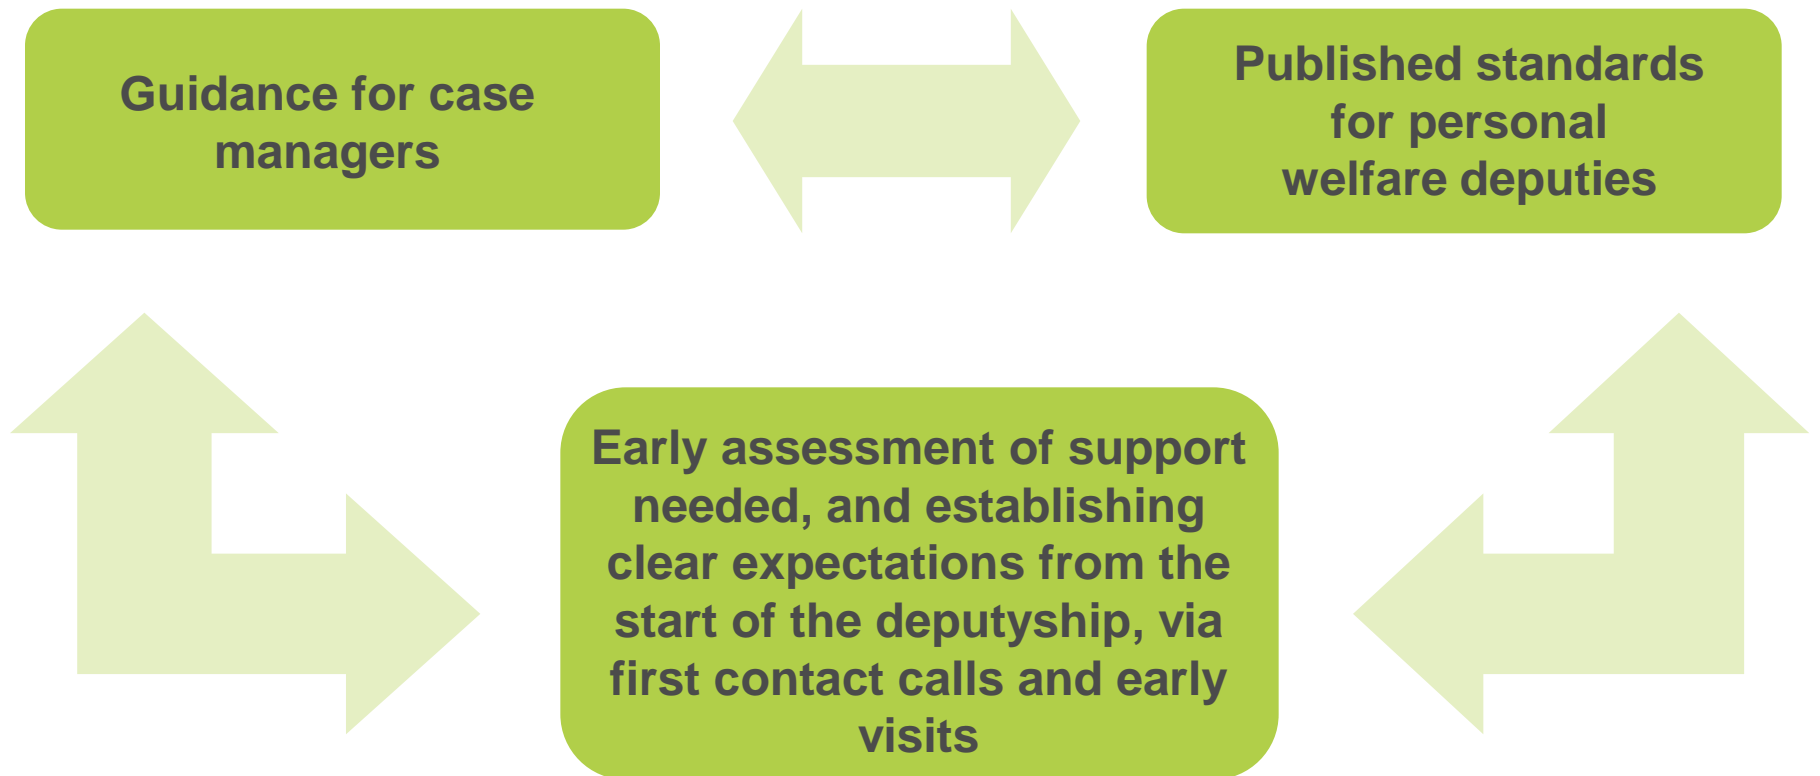 Guidance for case
managers
Published standards
for personal
welfare deputies
Early assessment of support
needed, and establishing
clear expectations from the
start of the deputyship, via
first contact calls and early
visits